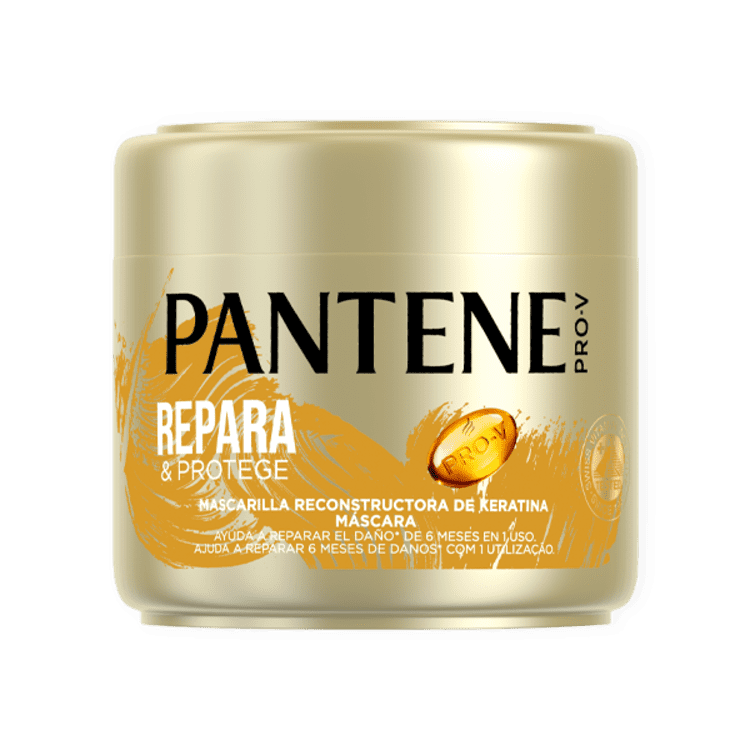 PANTENE
PRO-V
REPARA
& PROTEGE
PRO-V
MASCARILLA RECONSTRUCTORA DE KERATINA
MÁSCARA
AYUDA A REPARAR EL DAÑO* DE 6 MESES EN 1 USO.
AJUDA A REPARAR 6 MESES DE DANOS* COM 1 UTILIZAÇÃO.